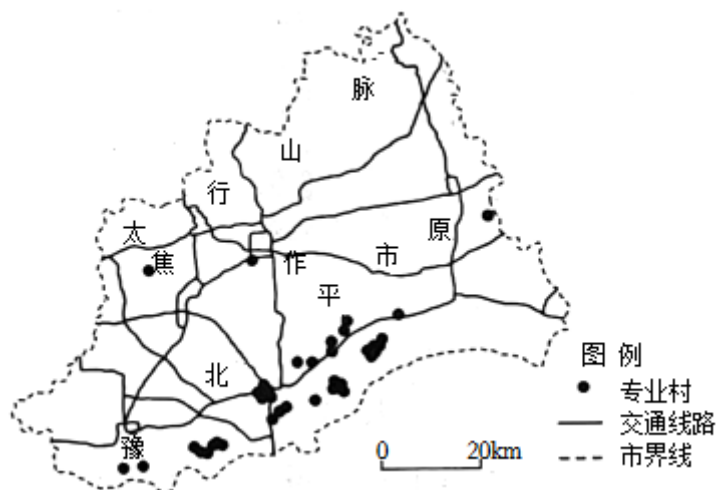 脉
山
行
太
焦
作
市
原
平
北
豫
图 例
专业村
交通线路
市界线
0
20km